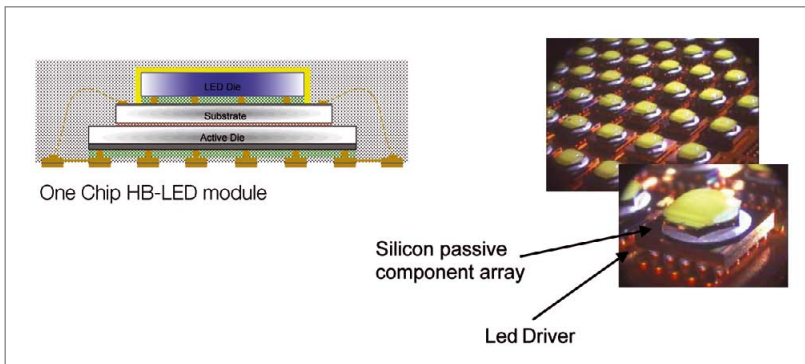 LED Die
Substrate
Active Die
One Chip HB-LED module
Silicon passive
component array
Led Driver